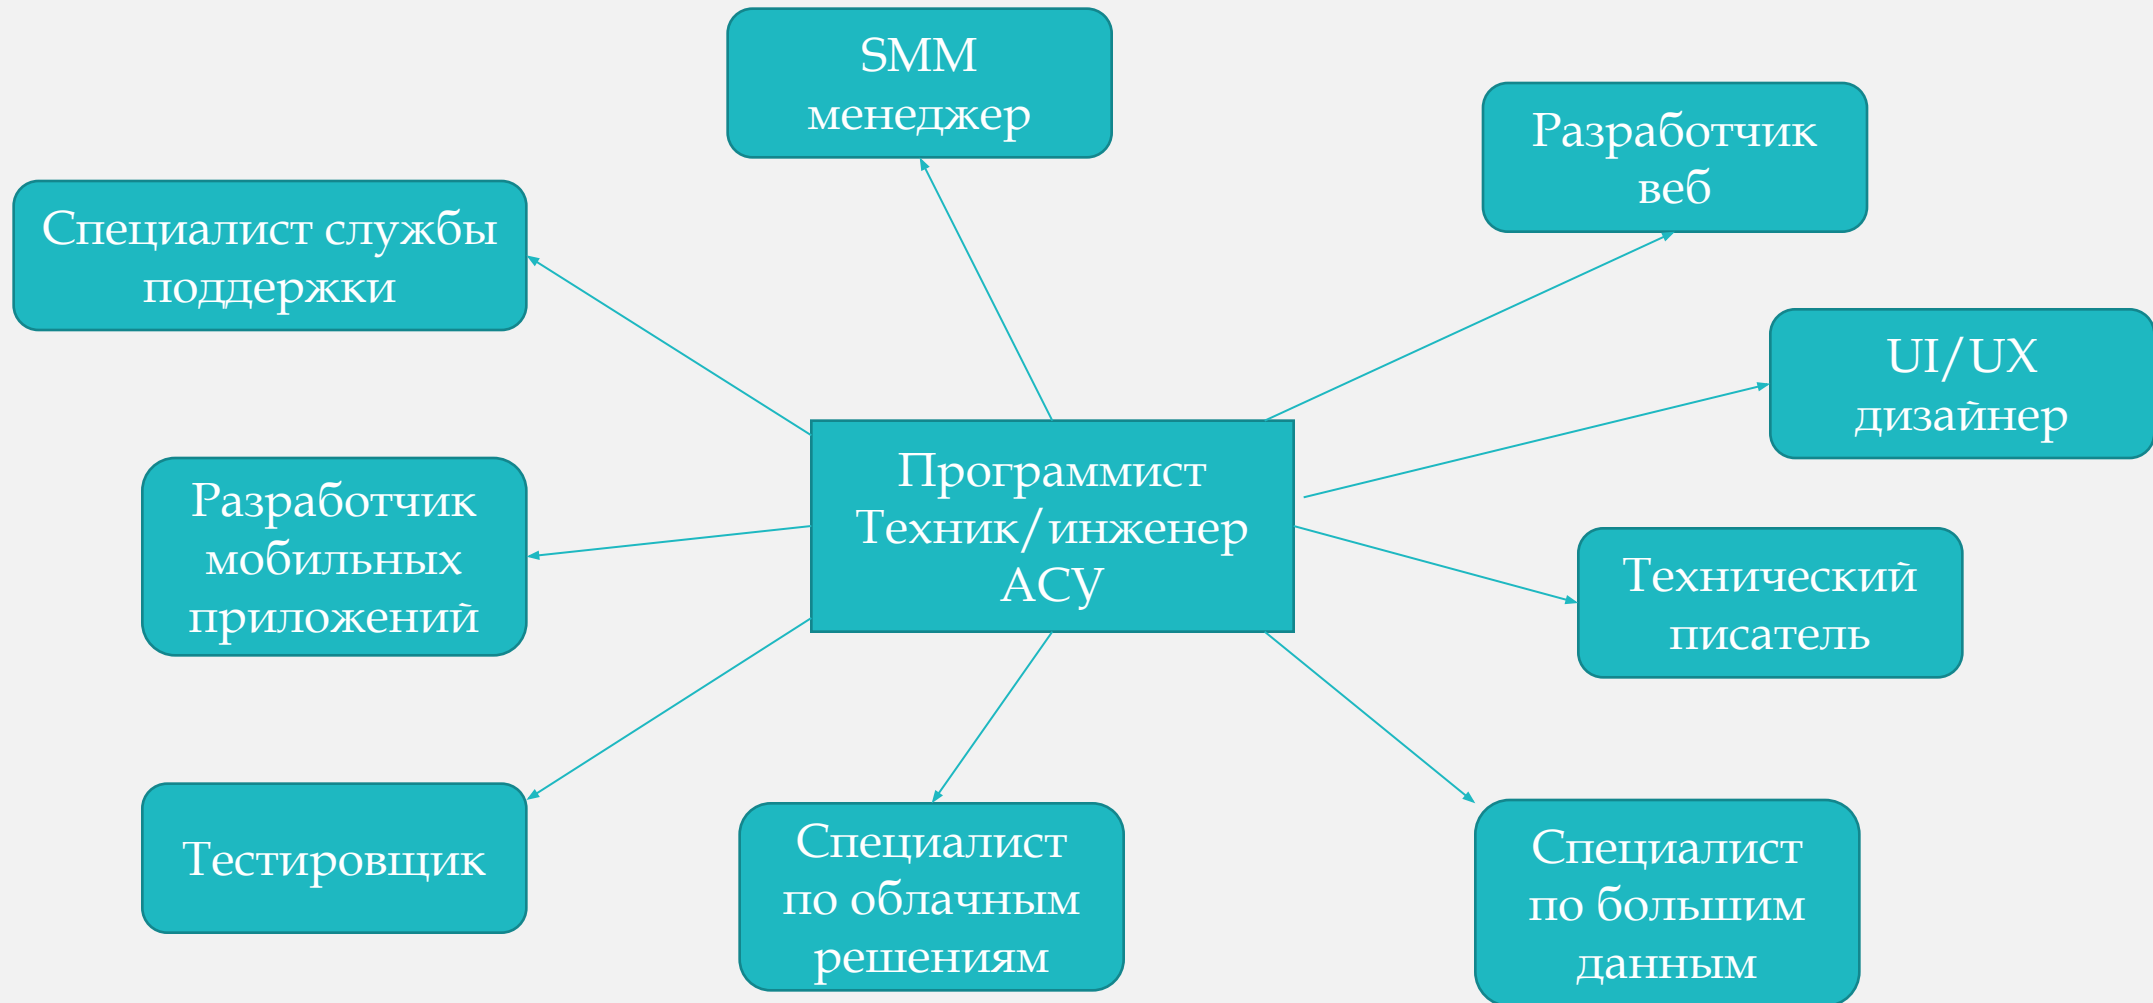 SMM
менеджер
Разработчик
веб
Специалист службы
поддержки
UI/UX
дизайнер
Программист
Техник/инженер
АСУ
Разработчик
мобильных
приложений
Технический
писатель
Тестировщик
Специалист
по облачным
решениям
Специалист
по большим
данным